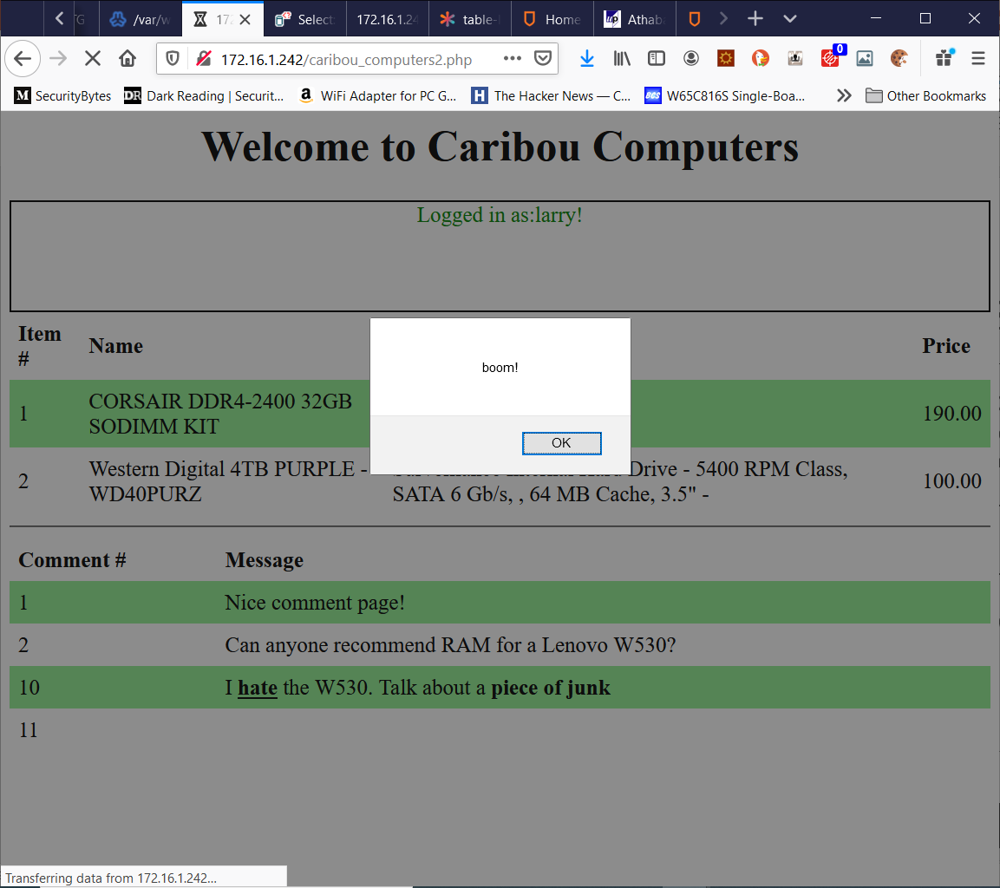 G
/var/w
172
Select
172.16.1.24
table-
Home
Athab
172.16.1.242/caribou_computers2.php
0
M SecurityBytes
DR Dark Reading | Securit...
a WiFi Adapter for PC G...
H The Hacker News — C...
W65C816S Single-Boa...
Other Bookmarks
Welcome to Caribou Computers
Logged in as:larry!
Item # Name Price
1 CORSAIR DDR4-2400 32GB
SODIMM KIT 190.00
boom!
OK
2 Western Digital 4TB PURPLE - Drive - 5400 RPM Class,
WD40PURZ SATA 6 Gb/s, , 64 MB Cache, 3.5" - 100.00
Comment # Message
1 Nice comment page!
2 Can anyone recommend RAM for a Lenovo W530?
10 I hate the W530. Talk about a piece of junk
11
Transferring data from 172.16.1.242...